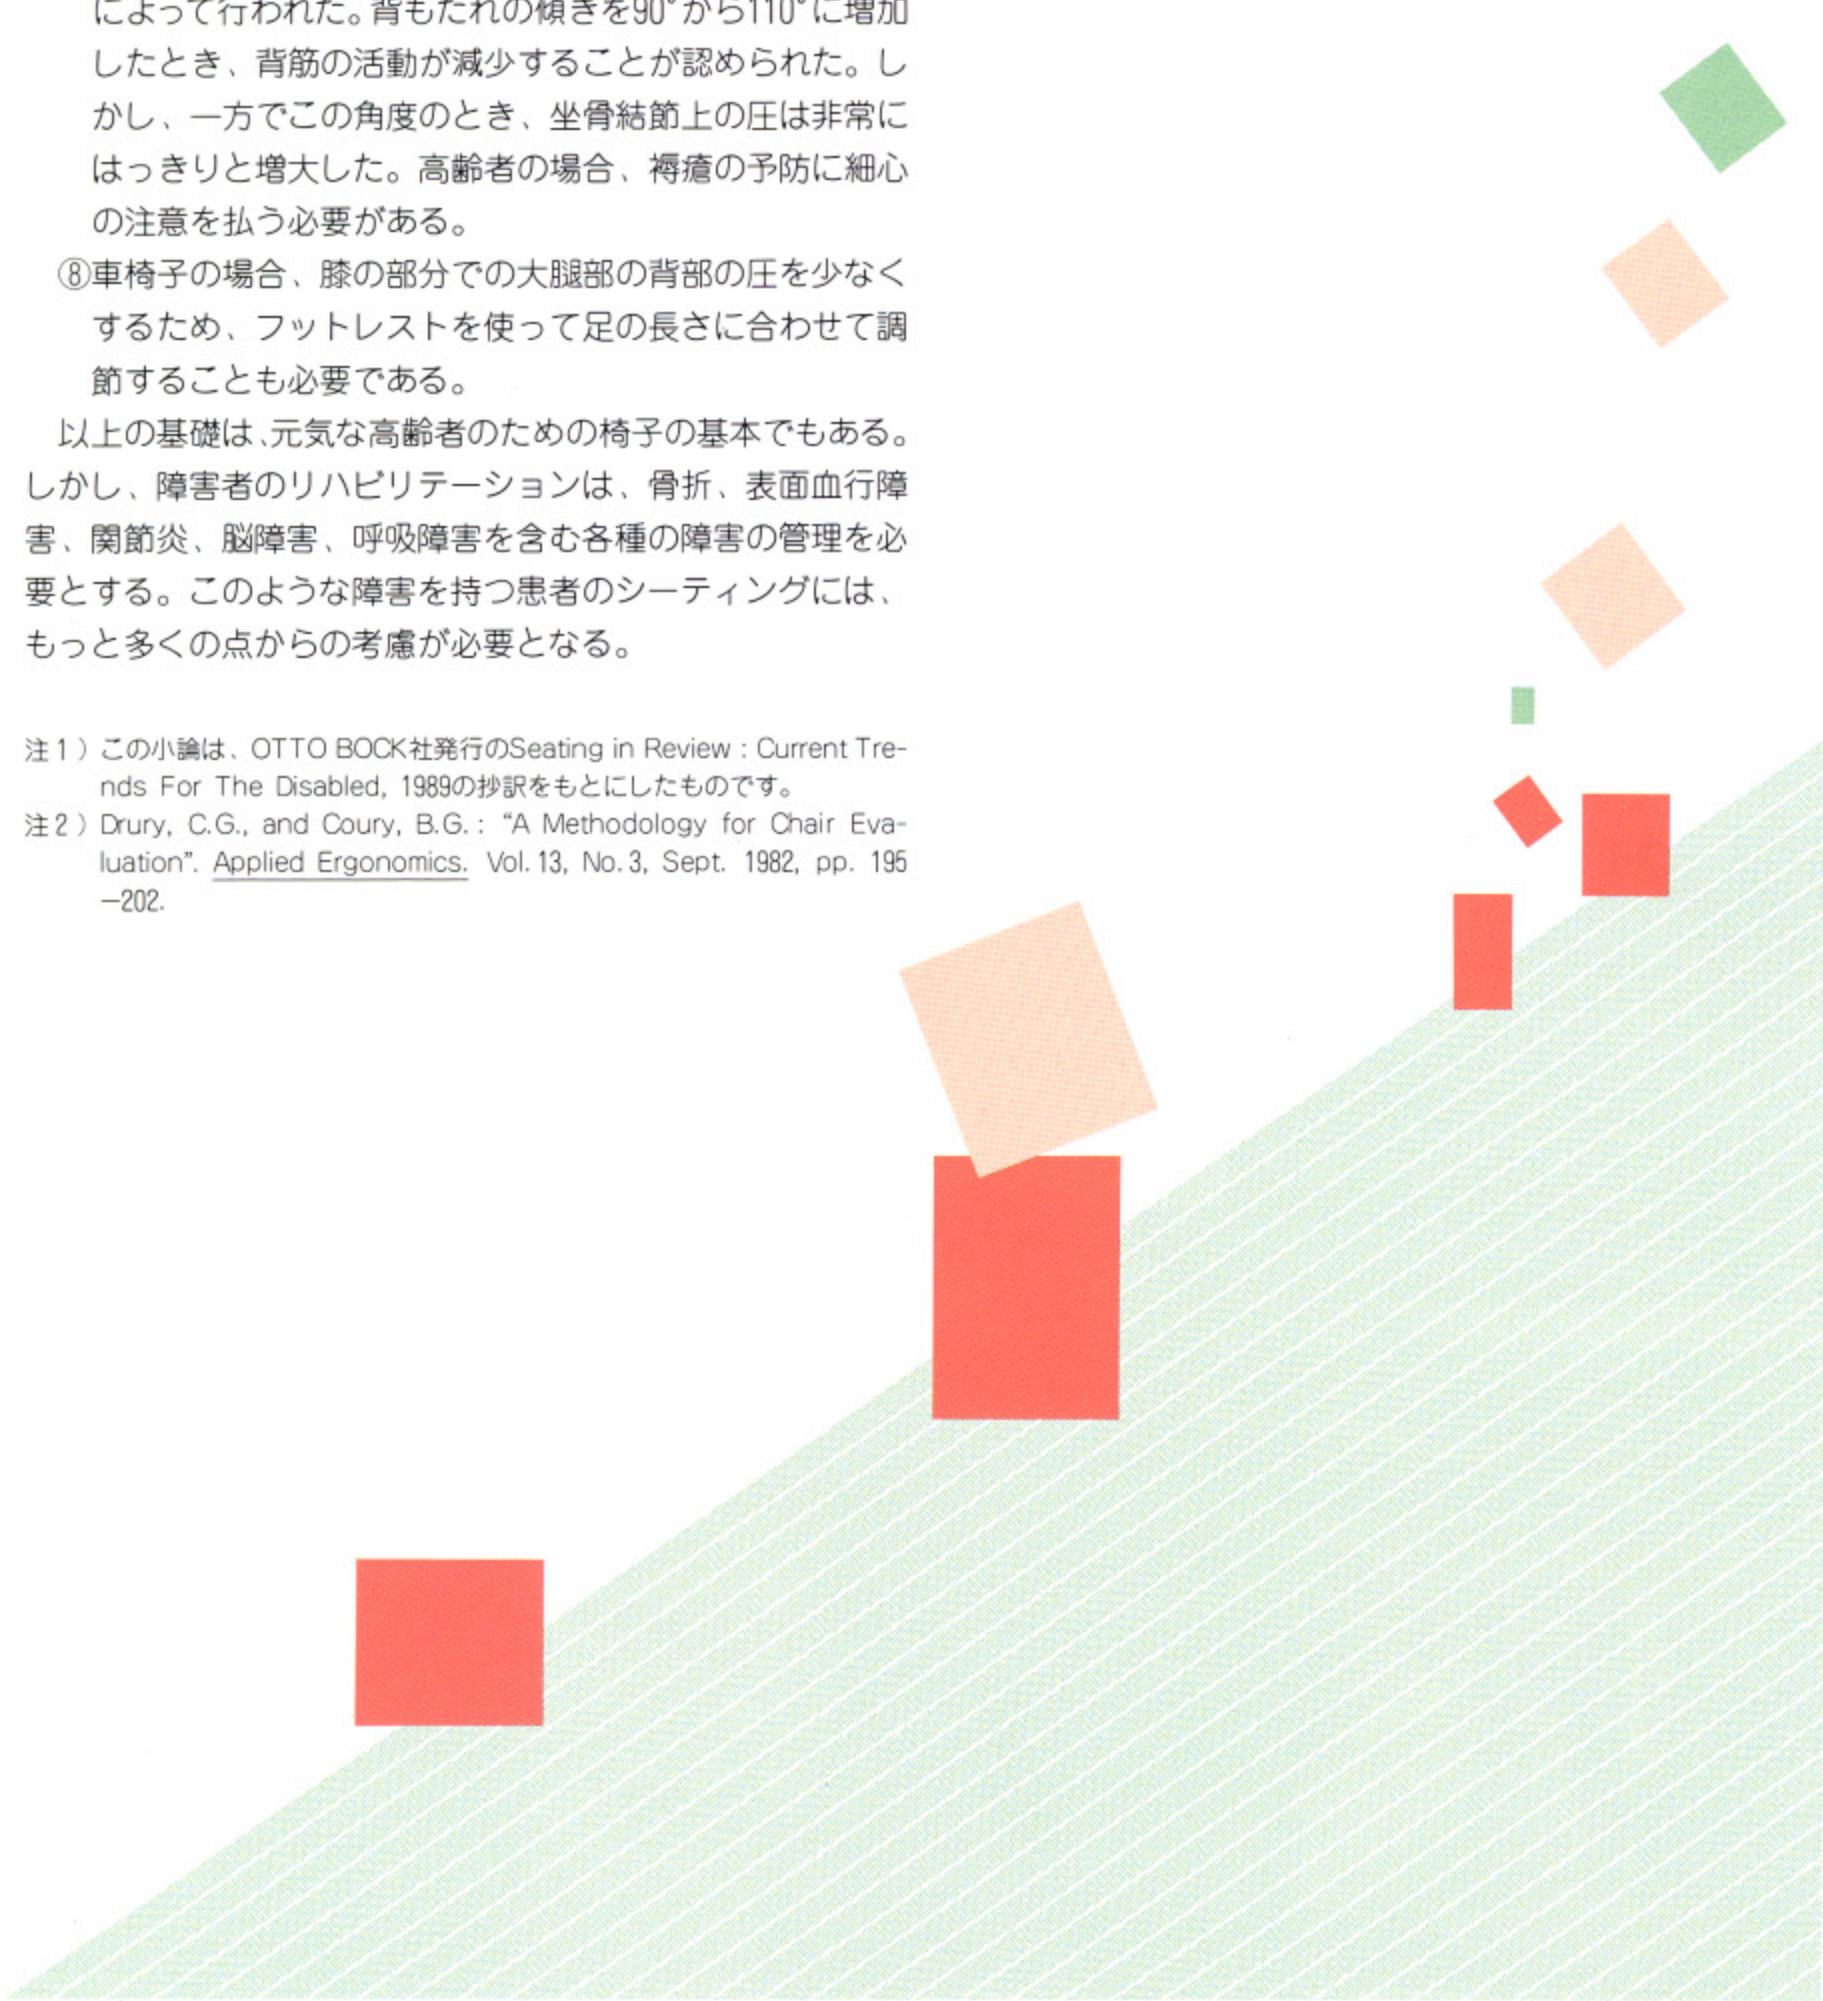 によって行われた。背もたれの傾きを90°から110°に増加
したとき、背筋の活動が減少することが認められた。し
かし、一方でこの角度のとき、坐骨結節上の圧は非常に
はっきりと増大した。高齢者の場合、褥瘡の予防に細心
の注意を払う必要がある。
⑧車椅子の場合、膝の部分での大腿部の背部の圧を少なく
するため、フットレストを使って足の長さに合わせて調
節することも必要である。
以上の基礎は、元気な高齢者のための椅子の基本でもある。
しかし、障害者のリハビリテーションは、骨折、表面血行障
害、関節炎、脳障害、呼吸障害を含む各種の障害の管理を必
要とする。このような障害を持つ患者のシーティングには、
もっと多くの点からの考慮が必要となる。
注1）この小論は、OTTO BOCK社発行のSeating in Review : Current Tre-
nds For The Disabled, 1989の抄訳をもとにしたものです。
注2）Drury, C.G., and Coury, B.G. : “A Methodology for Chair Eva-
luation”. Applied Ergonomics. Vol. 13, No. 3, Sept. 1982, pp. 195
—202.